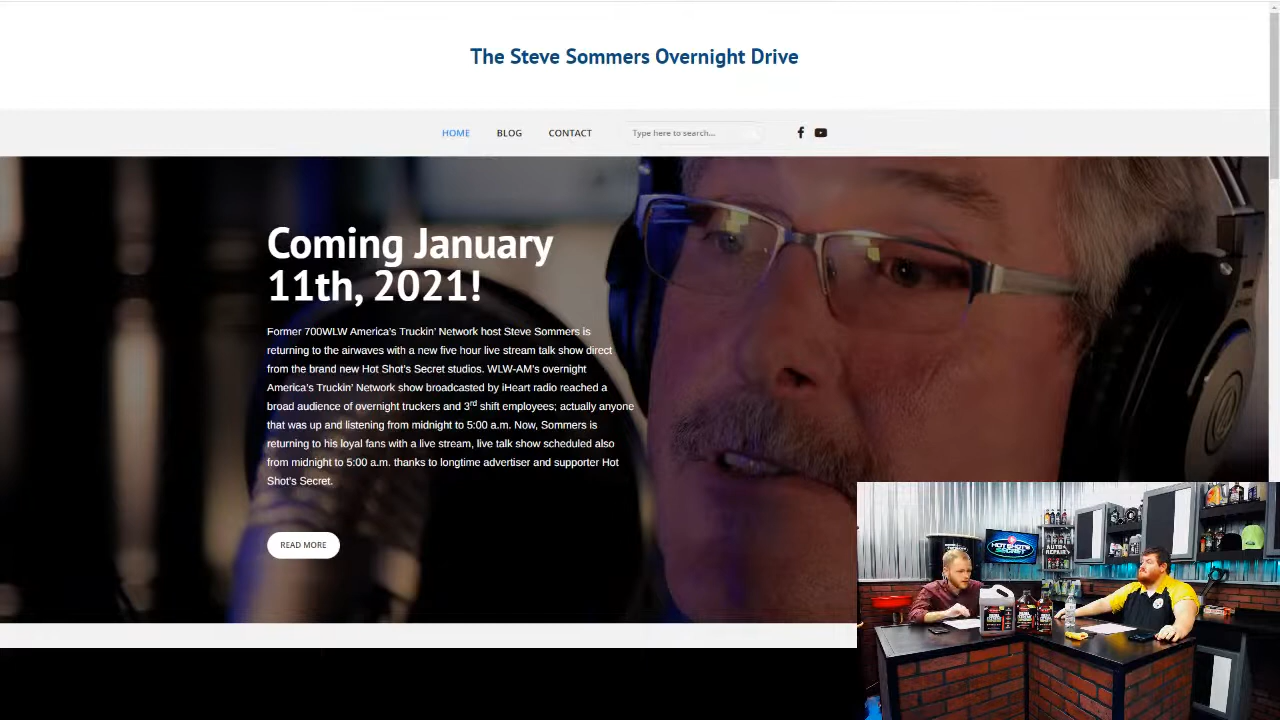 The Steve Sommers Overnight Drive
HOME BLOG CONTACT Type here to search...
Coming January
11th, 2021!
Former 700WLW America's Truckin' Network host Steve Sommers is
returning to the airwaves with a new five hour live stream talk show direct
from the brand new Hot Shot's Secret studios. WLW-AM's overnight
America's Truckin' Network show broadcasted by iHeart radio reached a
broad audience of overnight truckers and 3rd shift employees; actually anyone
that was up and listening from midnight to 5:00 a.m. Now, Sommers is
returning to his loyal fans with a live stream, live talk show scheduled also
from midnight to 5:00 a.m. thanks to longtime advertiser and supporter Hot
Shot's Secret.
READ MORE
HOT SHOT'S
SECRET
AUTO
REPAIR